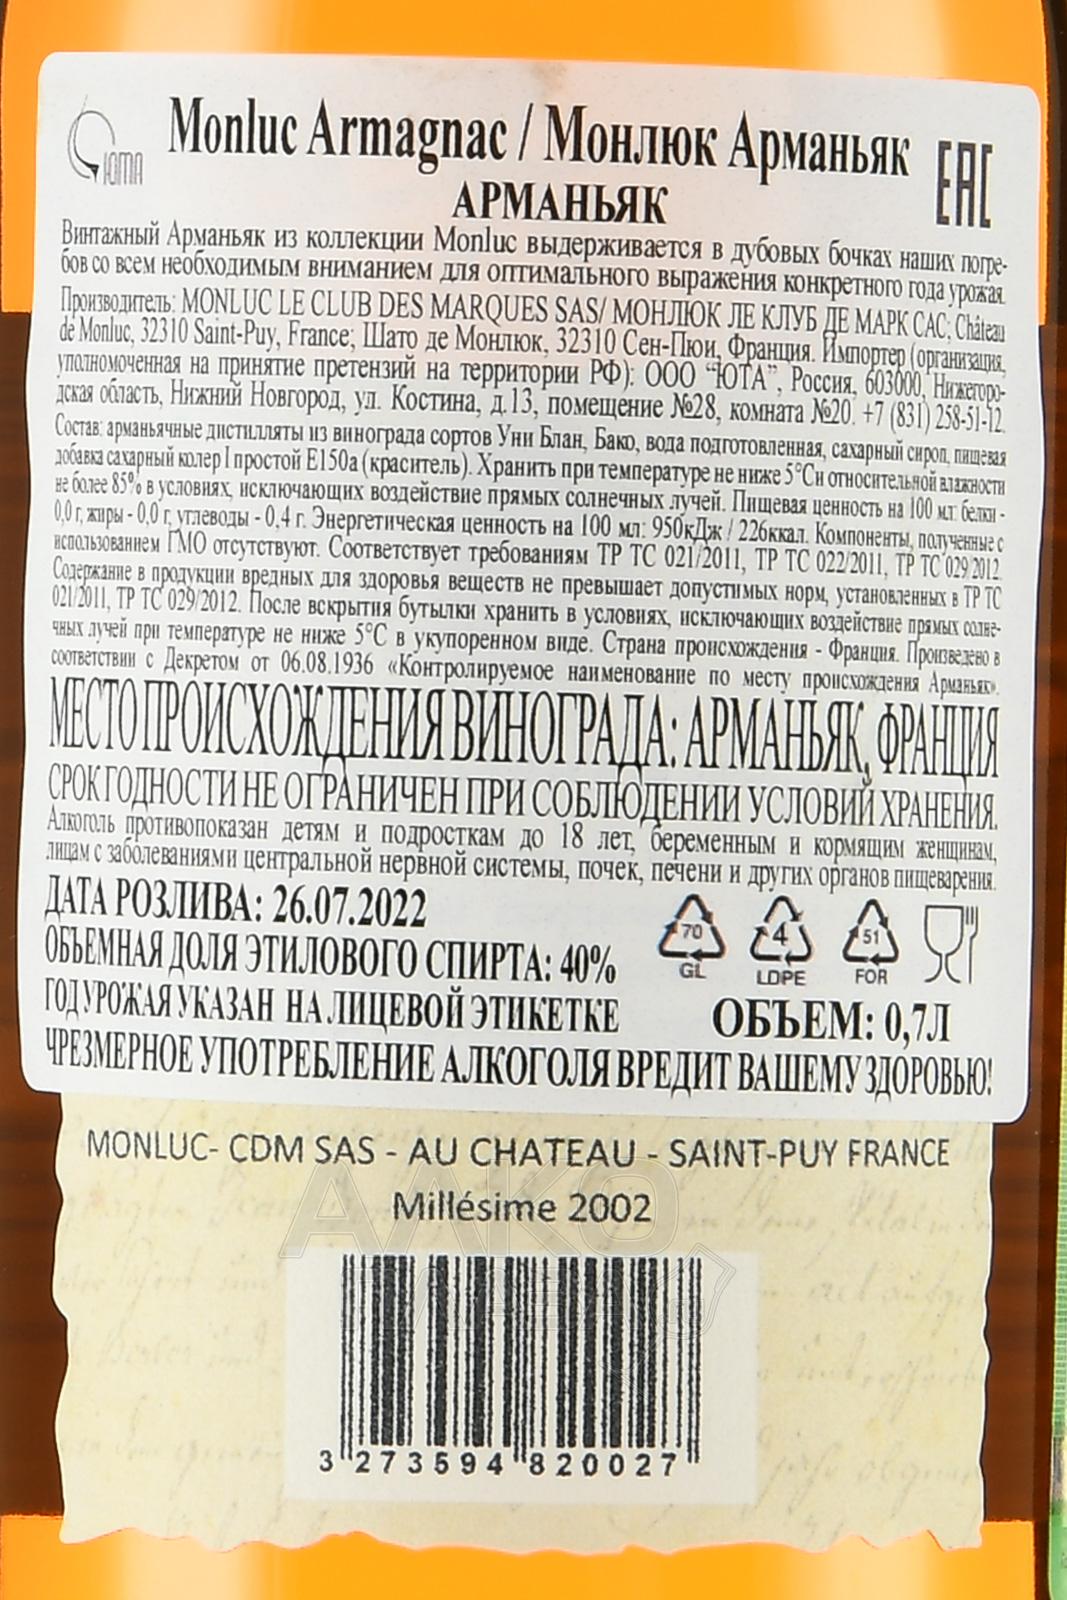 ЮТА
Monluc Armagnac / Монлюк Арманьяк
ЕАС
АРМАНЬЯК
Винтажный Арманьяк из коллекции Monluc выдерживается в дубовых бочках наших погре-
бов со всем необходимым вниманием для оптимального выражения конкретного года урожая.
Производитель: MONLUC LE CLUB DES MARQUES SAS/ МОНЛЮК ЛЕ КЛУБ ДЕ МАРК САС; Château
de Monluc, 32310 Saint-Puy, France; Шато де Монлюк, 32310 Сен-Пюи, Франция. Импортер (организация,
уполномоченная на принятие претензий на территории РФ): ООО “ЮТА”, Россия, 603000, Нижегоро-
дская область, Нижний Новгород, ул. Костина, д.13, помещение №28, комната №20. +7 (831) 258-51-12.
Состав: арманьячные дистилляты из винограда сортов Уни Блан, Бако, вода подготовленная, сахарный сироп, пищевая
добавка сахарный колер I простой Е150а (краситель). Хранить при температуре не ниже 5°С и относительной влажности
не более 85% в условиях, исключающих воздействие прямых солнечных лучей. Пищевая ценность на 100 мл: белки -
0,0 г, жиры - 0,0 г, углеводы - 0,4 г. Энергетическая ценность на 100 мл: 950кДж / 226ккал. Компоненты, полученные с
использованием ГМО отсутствуют. Соответствует требованиям ТР ТС 021/2011, ТР ТС 022/2011, ТР ТС 029/2012.
Содержание в продукции вредных для здоровья веществ не превышает допустимых норм, установленных в ТР ТС
021/2011, ТР ТС 029/2012. После вскрытия бутылки хранить в условиях, исключающих воздействие прямых солне-
чных лучей при температуре не ниже 5°С в укупоренном виде. Страна происхождения - Франция. Произведено в
соответствии с Декретом от 06.08.1936 «Контролируемое наименование по месту происхождения Арманьяк».
МЕСТО ПРОИСХОЖДЕНИЯ ВИНОГРАДА: АРМАНЬЯК, ФРАНЦИЯ
СРОК ГОДНОСТИ НЕ ОГРАНИЧЕН ПРИ СОБЛЮДЕНИИ УСЛОВИЙ ХРАНЕНИЯ.
Алкоголь противопоказан детям и подросткам до 18 лет, беременным и кормящим женщинам,
лицам с заболеваниями центральной нервной системы, почек, печени и других органов пищеварения.
ДАТА РОЗЛИВА: 26.07.2022
ОБЪЕМНАЯ ДОЛЯ ЭТИЛОВОГО СПИРТА: 40%
ГОД УРОЖАЯ УКАЗАН НА ЛИЦЕВОЙ ЭТИКЕТКЕ
70 4 51
GL LDPE FOR
ОБЪЕМ: 0,7Л
ЧРЕЗМЕРНОЕ УПОТРЕБЛЕНИЕ АЛКОГОЛЯ ВРЕДИТ ВАШЕМУ ЗДОРОВЬЮ!
MONLUC- CDM SAS - AU CHATEAU - SAINT-PUY FRANCE
Millésime 2002
3 273594 820027